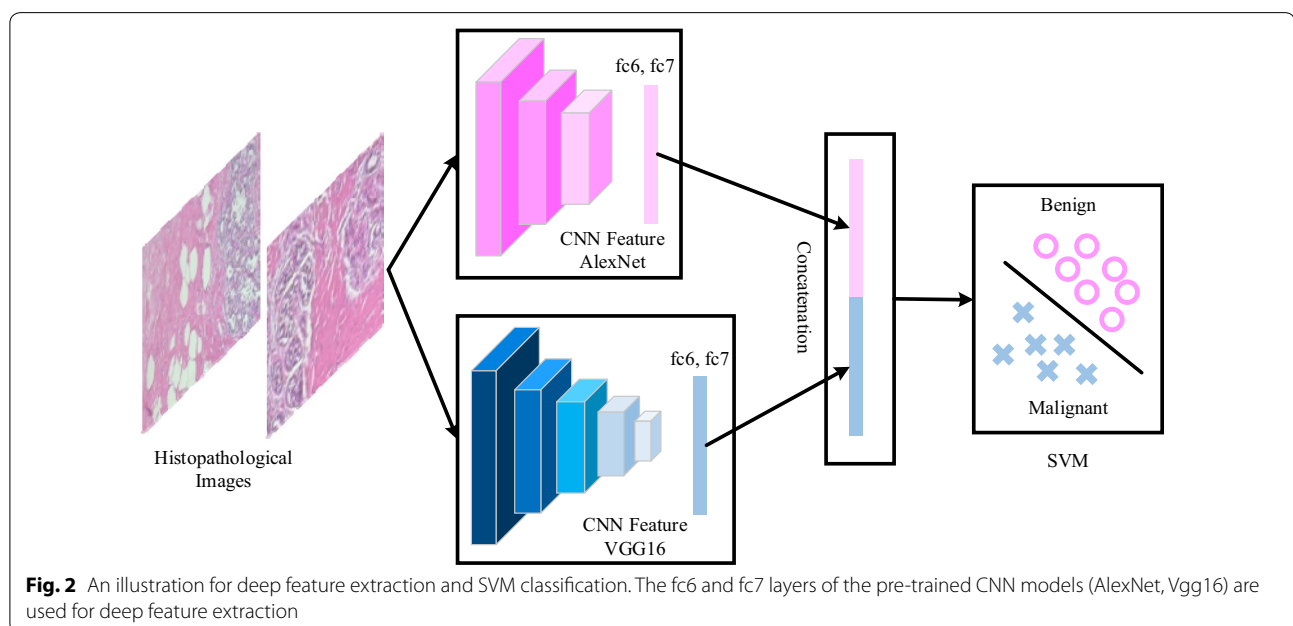 fc6, fc7
CNN Feature
AlexNet
Histopathological
Images
fc6, fc7
CNN Feature
VGG16
Concatenation
Benign
Malignant
SVM
Fig. 2 An illustration for deep feature extraction and SVM classification. The fc6 and fc7 layers of the pre-trained CNN models (AlexNet, Vgg16) are
used for deep feature extraction